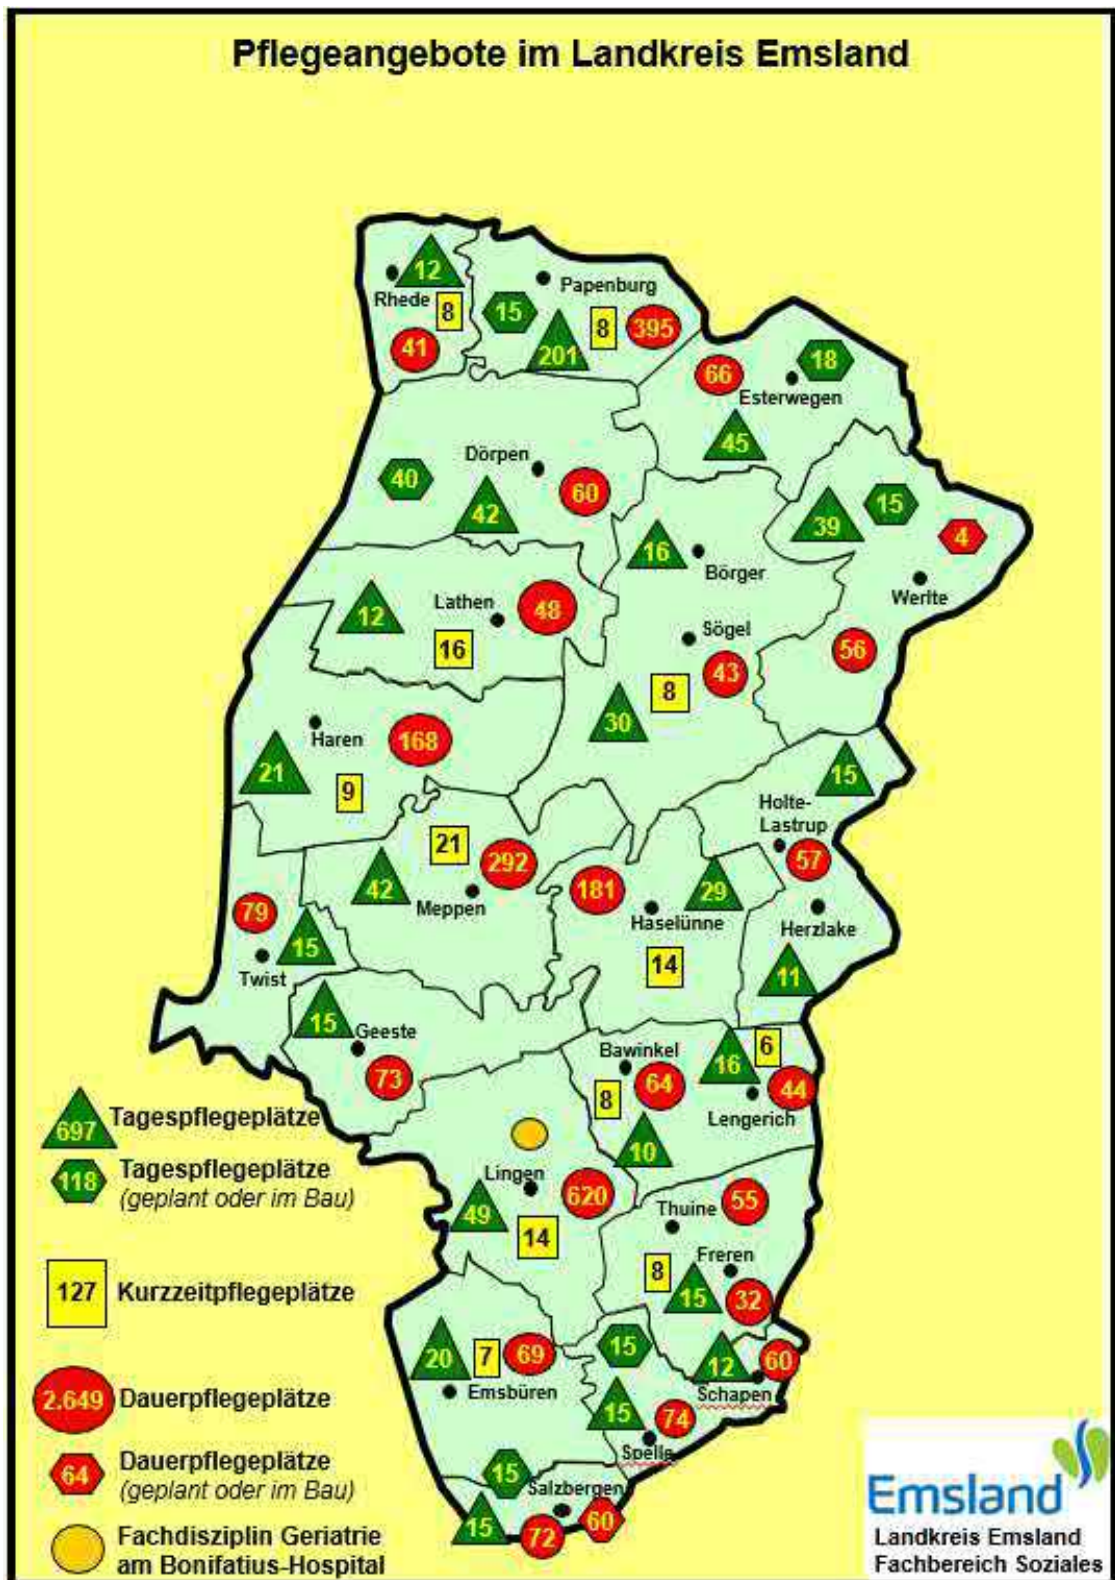 Pflegeangebote im Landkreis Emsland
12
Rhede
8
41
Papenburg
15
8
395
201
66
18
Esterwegen
45
Dörpen
40
60
42
15
39
4
Werlte
56
16
Börger
Lathen
48
12
16
Sögel
43
8
30
Haren
168
21
9
15
Holte-
Lastrup
57
21
292
42
Meppen
181
29
Haselünne
14
Herzlake
11
79
15
Twist
15
Geeste
73
Bawinkel
64
8
10
6
16
44
Lengerich
Lingen
620
49
14
Thuine
55
Freren
8
15
32
20
7
69
Emsbüren
15
12
60
Schapen
15
74
Spelle
15
Salzbergen
15
72
60
697 Tagespflegeplätze
118 Tagespflegeplätze
(geplant oder im Bau)
127 Kurzzeitpflegeplätze
2.649 Dauerpflegeplätze
64 Dauerpflegeplätze
(geplant oder im Bau)
Fachdisziplin Geriatrie
am Bonifatius-Hospital
Emsland
Landkreis Emsland
Fachbereich Soziales